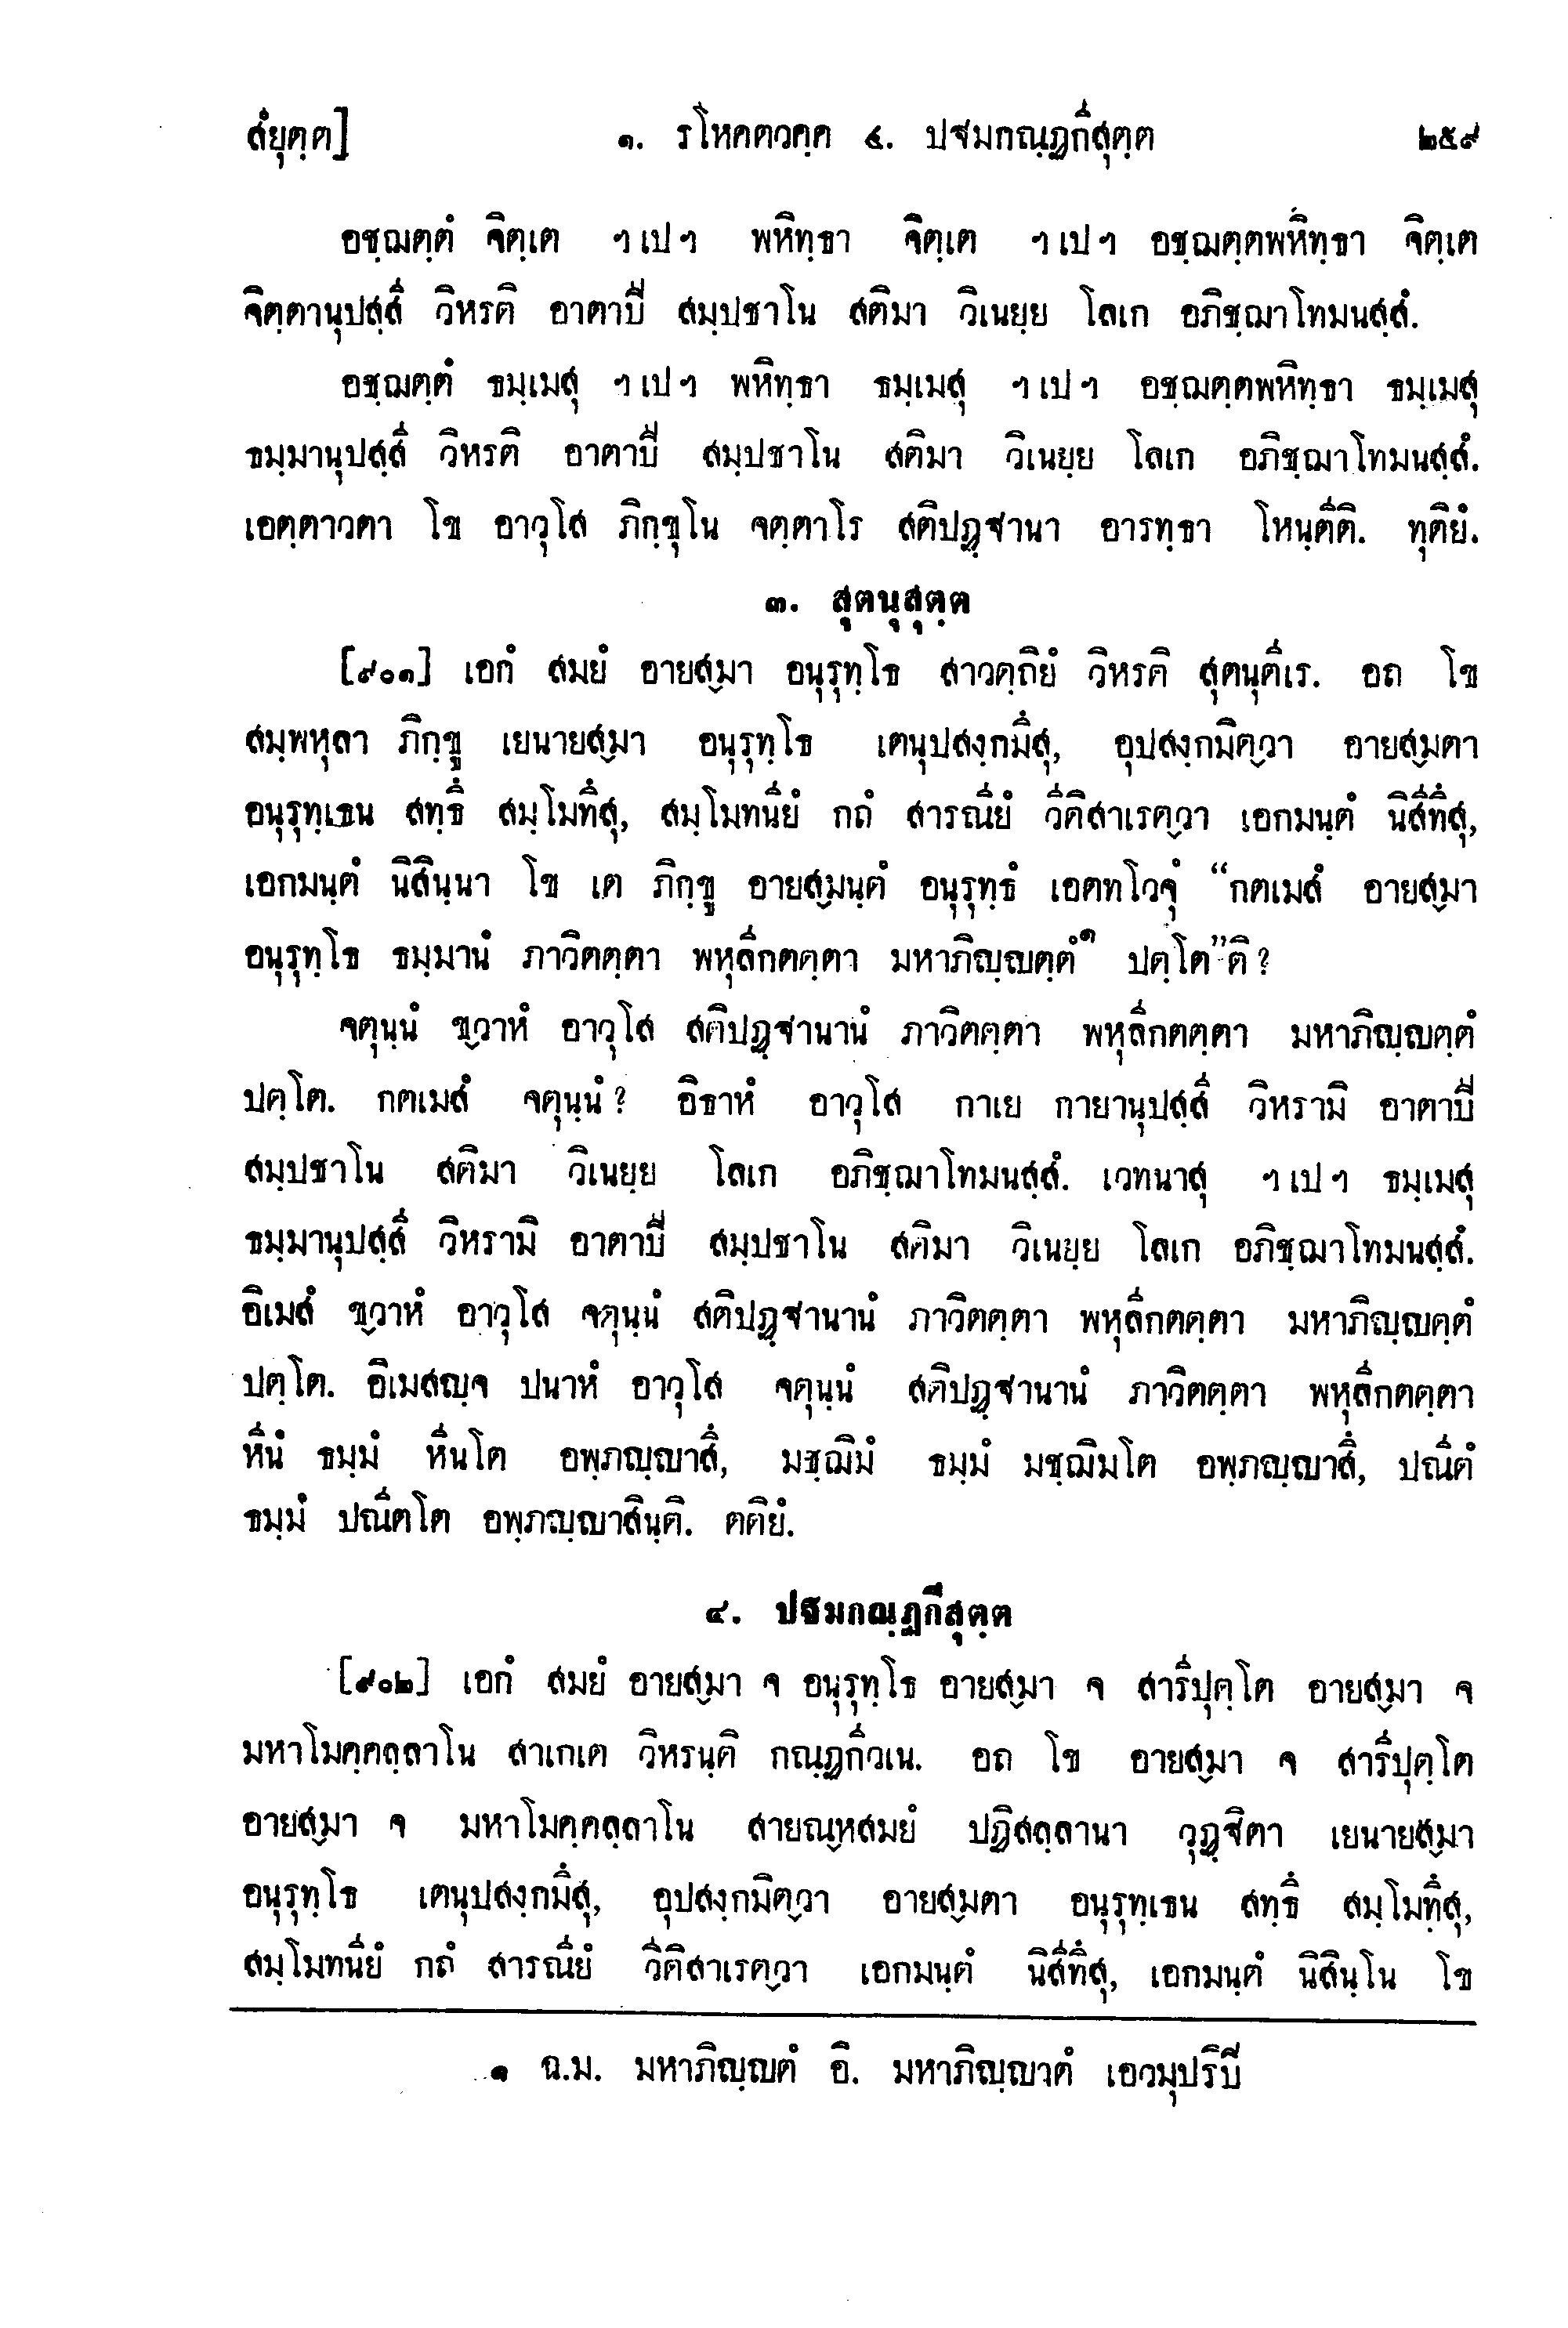 สํยุตฺต]	๑. รโหคตวคฺค ๔. ปฐมกณฺฏกีสุตฺต	๒๕๙
อชฺฌตฺตํ จิตฺเต ฯเปฯ พหิทฺธา จิตฺเต ฯเปฯ อชฺฌตฺตพหิทฺธา จิตฺเต
จิตฺตานุปสฺสี วิหรติ อาตาปี สมฺปชาโน สติมา วิเนยฺย โลเก อภิชฺฌาโทมนสฺสํ.
อชฺฌตฺตํ ธมฺเมสุ ฯเปฯ พหิทฺธา ธมฺเมสุ ฯเปฯ อชฺฌตฺตพหิทฺธา ธมฺเมสุ
ธมฺมานุปสฺสี วิหรติ อาตาปี สมฺปชาโน สติมา วิเนยฺย โลเก อภิชฺฌาโทมนสฺสํ.
เอตฺตาวตา โข อาวุโส ภิกฺขุโน จตฺตาโร สติปฏฺฐานา อารทฺธา โหนฺตีติ. ทุติยํ.
๓. สุตนุสุตฺต
[๙๐๑] เอกํ สมยํ อายสฺมา อนุรุทฺโธ สาวตฺถิยํ วิหรติ สุตนุตีเร. อถ โข
สมฺพหุลา ภิกฺขู เยนายสฺมา อนุรุทฺโธ เตนุปสงฺกมึสุ, อุปสงฺกมิตฺวา อายสฺมตา
อนุรุทฺเธน สทฺธึ สมฺโมทึสุ, สมฺโมทนียํ กถํ สารณียํ วีติสาเรตฺวา เอกมนฺตํ นิสีทึสุ,
เอกมนฺตํ นิสินฺนา โข เต ภิกฺขู อายสฺมนฺตํ อนุรุทฺธํ เอตทโวจุํ “กตเมสํ อายสฺมา
อนุรุทฺโธ ธมฺมานํ ภาวิตตฺตา พหุลีกตตฺตา มหาภิญฺญตฺตํ๑ ปตฺโต”ติ?
จตุนฺนํ ขฺวาหํ อาวุโส สติปฏฺฐานานํ ภาวิตตฺตา พหุลีกตตฺตา มหาภิญฺญตฺตํ
ปตฺโต. กตเมสํ จตุนฺนํ? อิธาหํ อาวุโส กาเย กายานุปสฺสี วิหรามิ อาตาปี
สมฺปชาโน สติมา วิเนยฺย โลเก อภิชฺฌาโทมนสฺสํ. เวทนาสุ ฯเปฯ ธมฺเมสุ
ธมฺมานุปสฺสี วิหรามิ อาตาปี สมฺปชาโน สติมา วิเนยฺย โลเก อภิชฺฌาโทมนสฺสํ.
อิเมสํ ขฺวาหํ อาวุโส จตุนฺนํ สติปฏฺฐานานํ ภาวิตตฺตา พหุลีกตตฺตา มหาภิญฺญตฺตํ
ปตฺโต. อิเมสญฺจ ปนาหํ อาวุโส จตุนฺนํ สติปฏฺฐานานํ ภาวิตตฺตา พหุลีกตตฺตา
หีนํ ธมฺมํ หีนโต อพฺภญฺญาสึ, มชฺฌิมํ ธมฺมํ มชฺฌิมโต อพฺภญฺญาสึ, ปณีตํ
ธมฺมํ ปณีตโต อพฺภญฺญาสินฺติ. ตติยํ.
๔. ปฐมกณฺฏกีสุตฺต
[๙๐๒] เอกํ สมยํ อายสฺมา จ อนุรุทฺโธ อายสฺมา จ สารีปุตฺโต อายสฺมา จ
มหาโมคฺคลฺลาโน สาเกเต วิหรนฺติ กณฺฏกีวเน. อถ โข อายสฺมา จ สารีปุตฺโต
อายสฺมา จ มหาโมคฺคลฺลาโน สายณฺหสมยํ ปฏิสลฺลานา วุฏฺฐิตา เยนายสฺมา
อนุรุทฺโธ เตนุปสงฺกมึสุ, อุปสงฺกมิตฺวา อายสฺมตา อนุรุทฺเธน สทฺธึ สมฺโมทึสุ,
สมฺโมทนียํ กถํ สารณียํ วีติสาเรตฺวา เอกมนฺตํ นิสีทึสุ, เอกมนฺตํ นิสินฺโน โข
๑ ฉ.ม. มหาภิญฺญตํ อิ. มหาภิญฺญาตํ เอวมุปริปิ